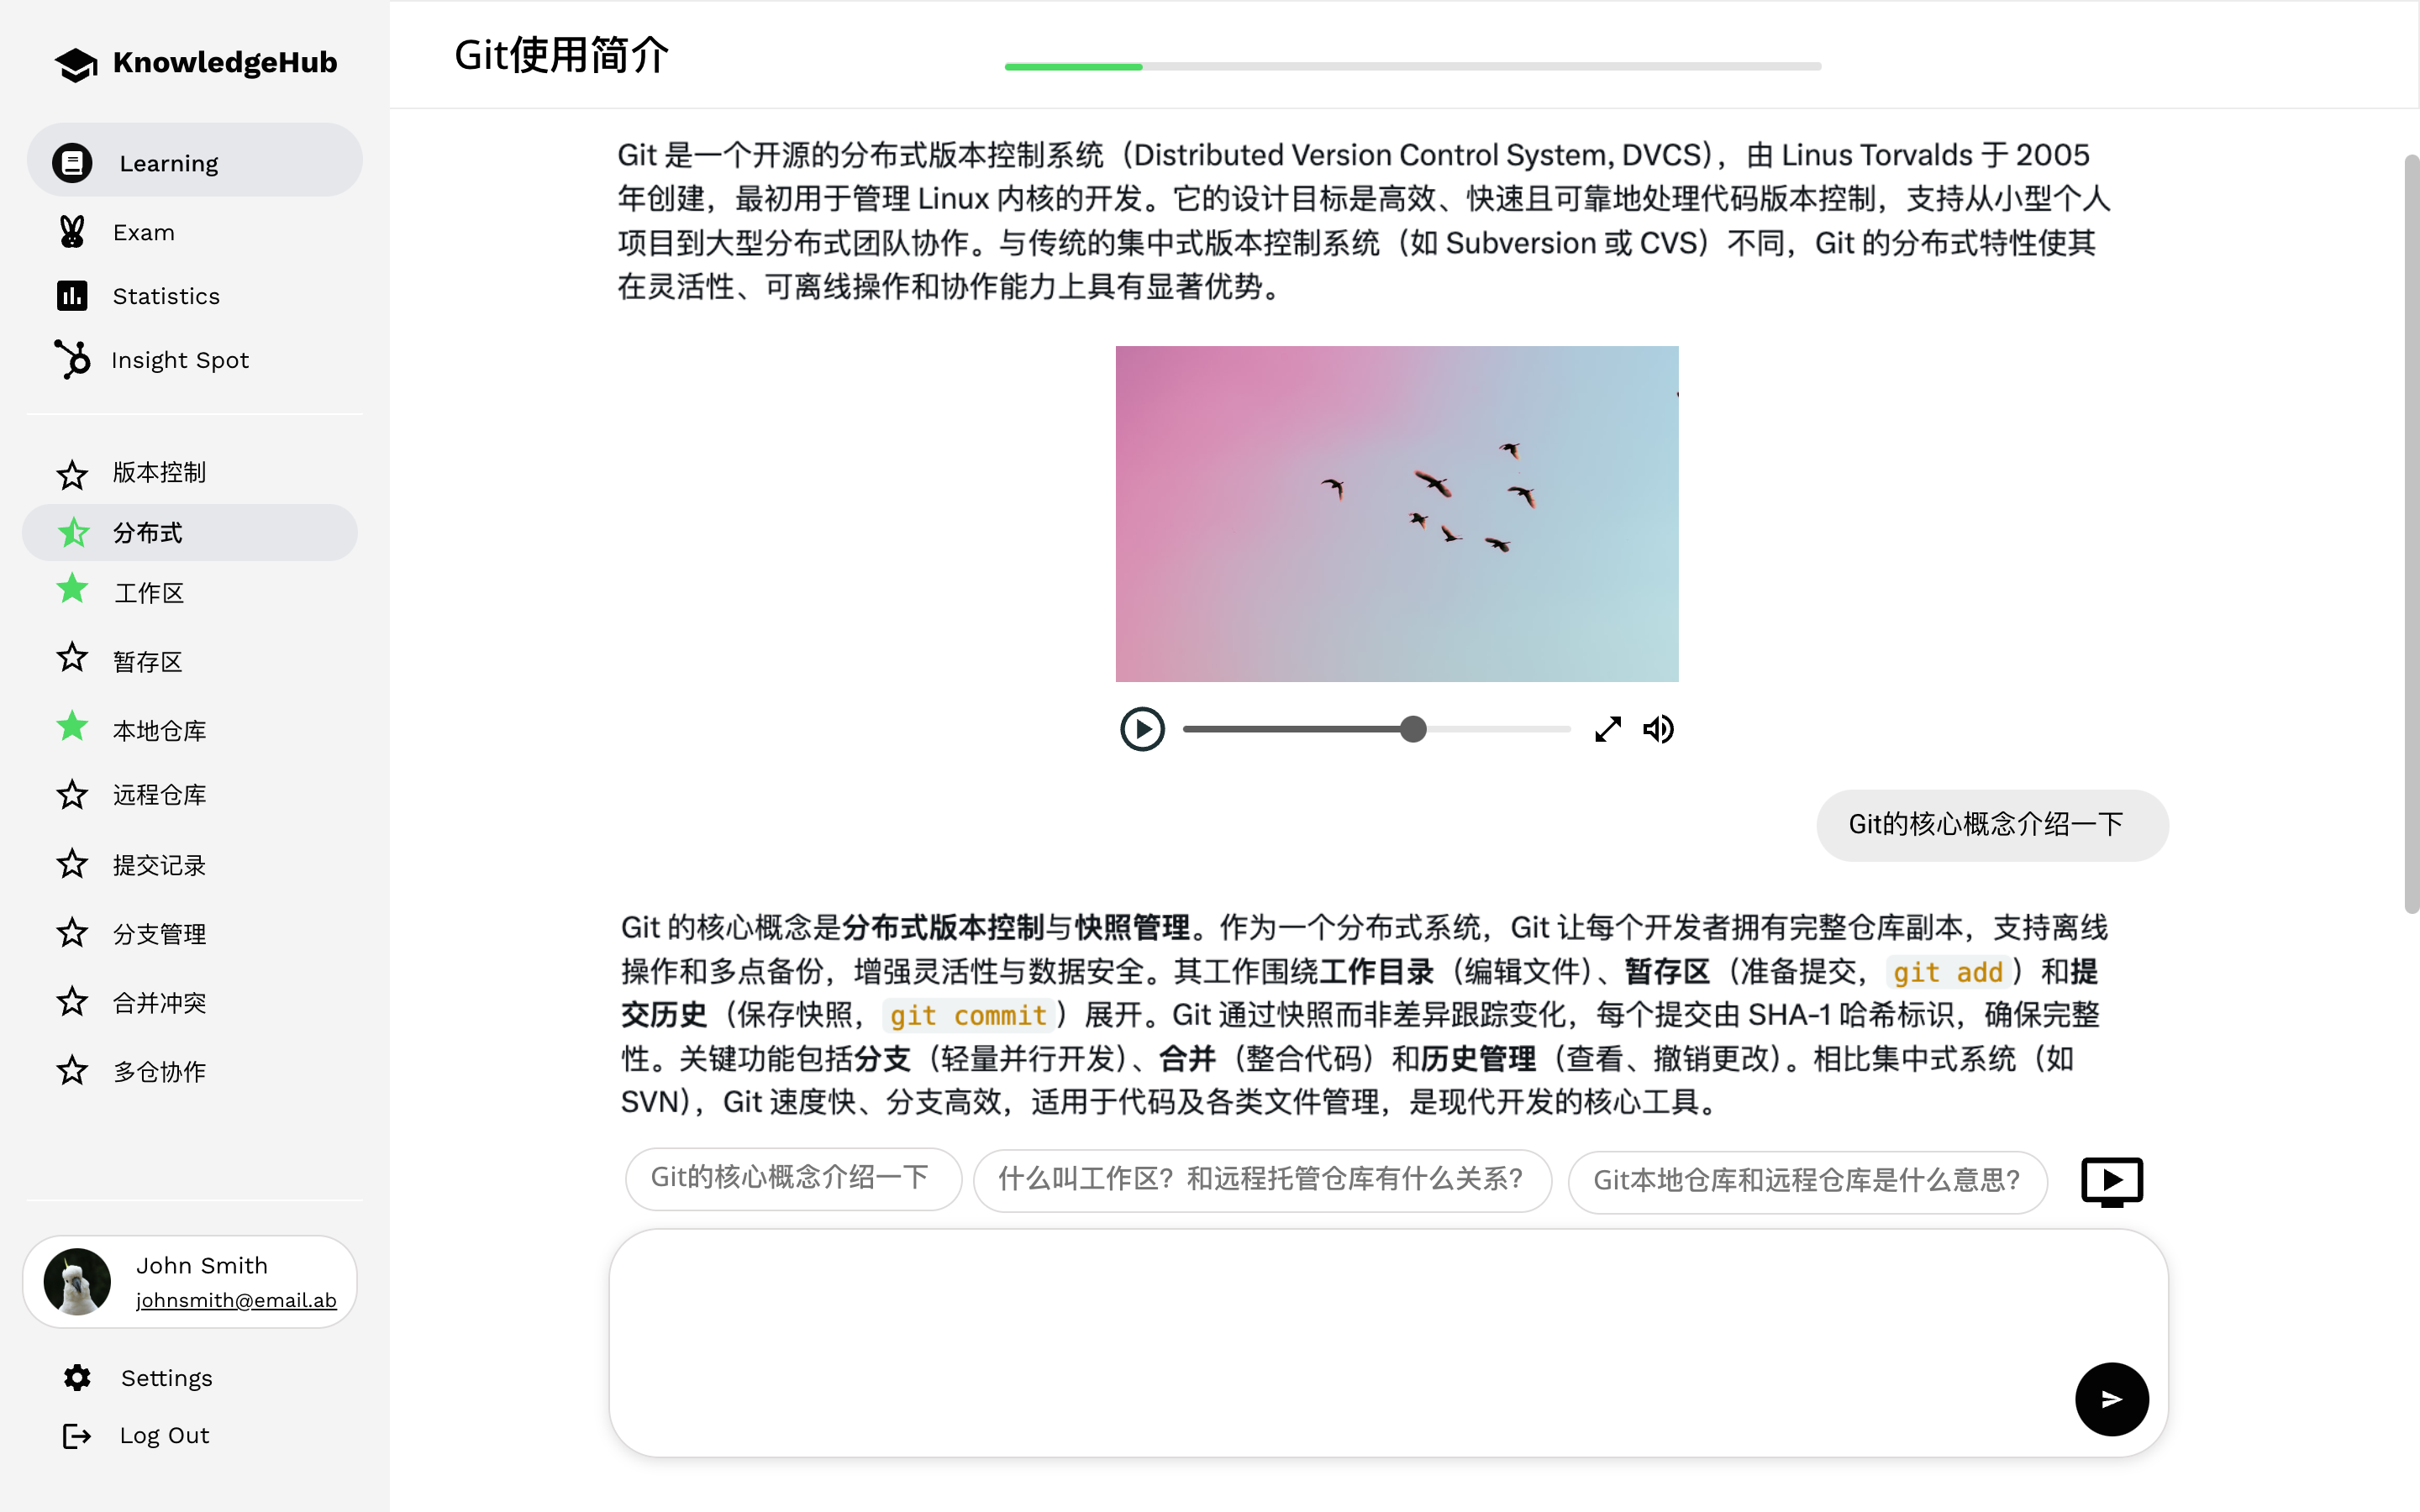 KnowledgeHub
Learning
Exam
Statistics
Insight Spot
版本控制
分布式
工作区
暂存区
本地仓库
远程仓库
提交记录
分支管理
合并冲突
多仓协作
John Smith
johnsmith@email.ab
Settings
Log Out
Git使用简介
Git 是一个开源的分布式版本控制系统（Distributed Version Control System, DVCS），由 Linus Torvalds 于 2005
年创建，最初用于管理 Linux 内核的开发。它的设计目标是高效、快速且可靠地处理代码版本控制，支持从小型个人
项目到大型分布式团队协作。与传统的集中式版本控制系统（如 Subversion 或 CVS）不同，Git 的分布式特性使其
在灵活性、可离线操作和协作能力上具有显著优势。
Git的核心概念介绍一下
Git 的核心概念是分布式版本控制与快照管理。作为一个分布式系统，Git 让每个开发者拥有完整仓库副本，支持离线
操作和多点备份，增强灵活性与数据安全。其工作围绕工作目录（编辑文件）、暂存区（准备提交，git add）和提
交历史（保存快照，git commit）展开。Git 通过快照而非差异跟踪变化，每个提交由 SHA-1 哈希标识，确保完整
性。关键功能包括分支（轻量并行开发）、合并（整合代码）和历史管理（查看、撤销更改）。相比集中式系统（如
SVN），Git 速度快、分支高效，适用于代码及各类文件管理，是现代开发的核心工具。
Git的核心概念介绍一下
什么叫工作区？和远程托管仓库有什么关系？
Git本地仓库和远程仓库是什么意思？